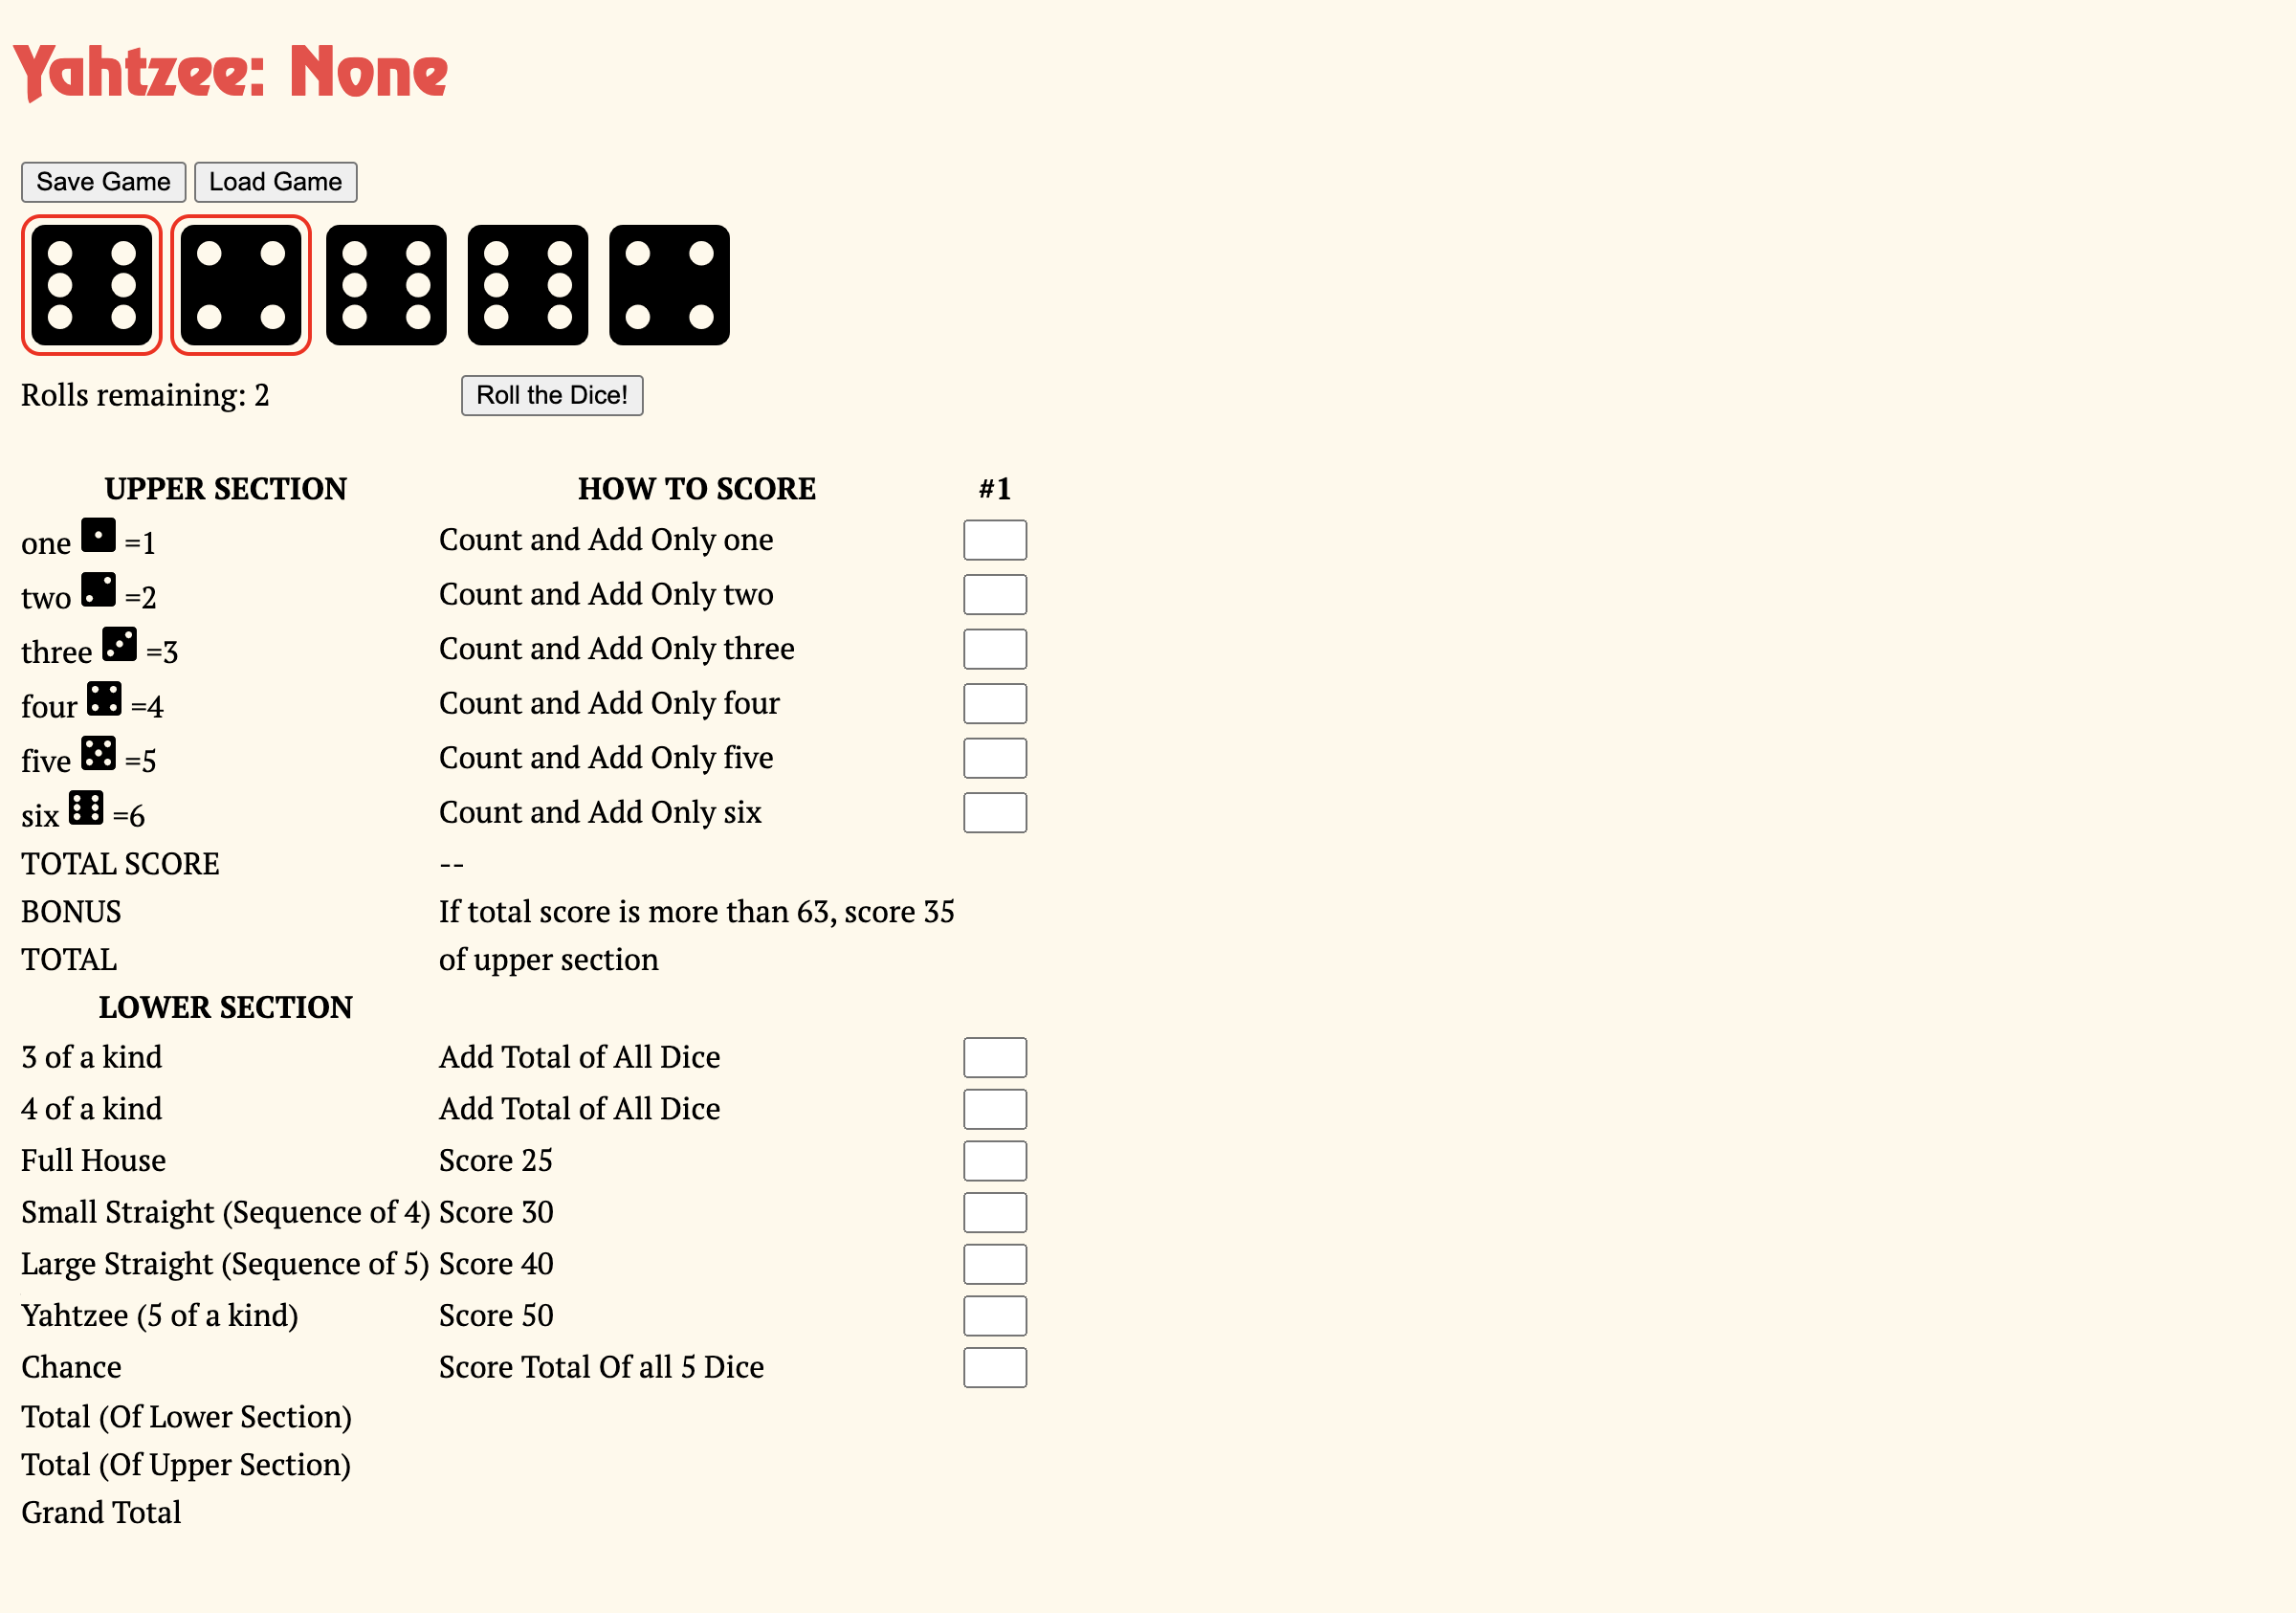 Yahtzee: None
Save Game Load Game
Rolls remaining: 2 Roll the Dice!
UPPER SECTION HOW TO SCORE #1
one =1 Count and Add Only one
two =2 Count and Add Only two
three =3 Count and Add Only three
four =4 Count and Add Only four
five =5 Count and Add Only five
six =6 Count and Add Only six
TOTAL SCORE --
BONUS If total score is more than 63, score 35
TOTAL of upper section
LOWER SECTION
3 of a kind Add Total of All Dice
4 of a kind Add Total of All Dice
Full House Score 25
Small Straight (Sequence of 4) Score 30
Large Straight (Sequence of 5) Score 40
Yahtzee (5 of a kind) Score 50
Chance Score Total Of all 5 Dice
Total (Of Lower Section)
Total (Of Upper Section)
Grand Total